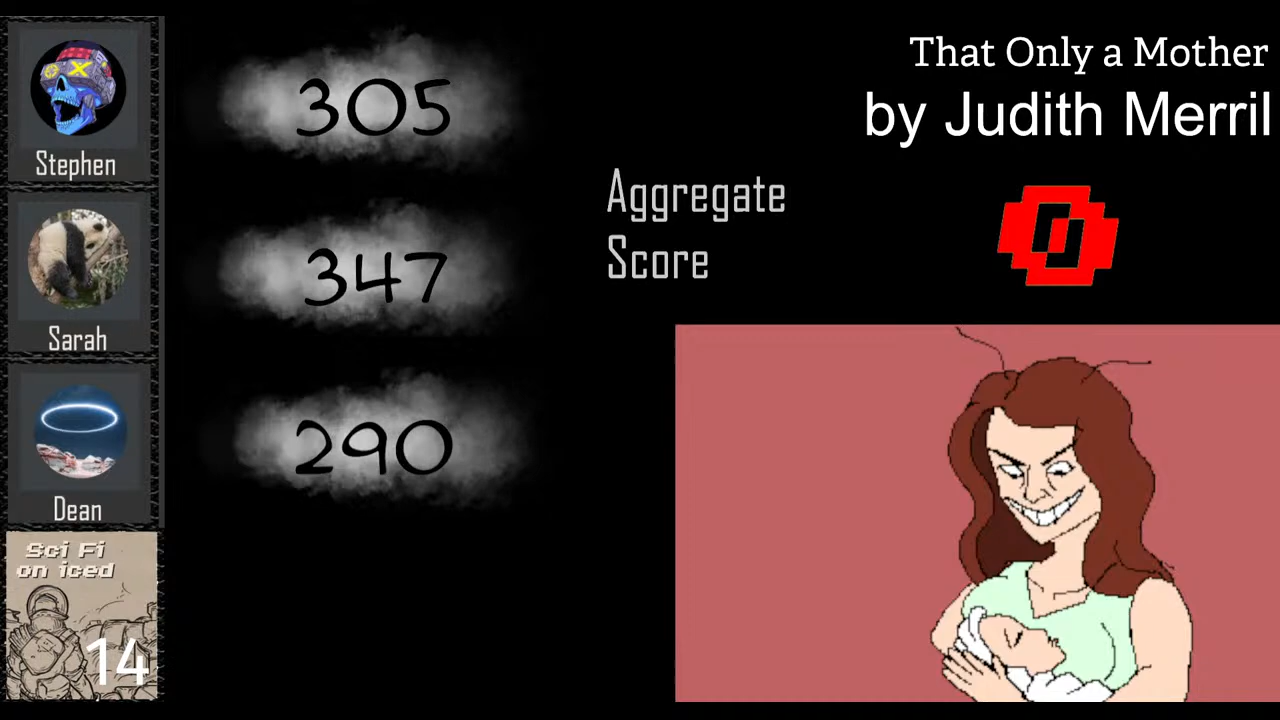 Stephen
305
Sarah
347
Dean
290
Sci Fi
on iced
14
That Only a Mother
by Judith Merril
Aggregate
Score
0